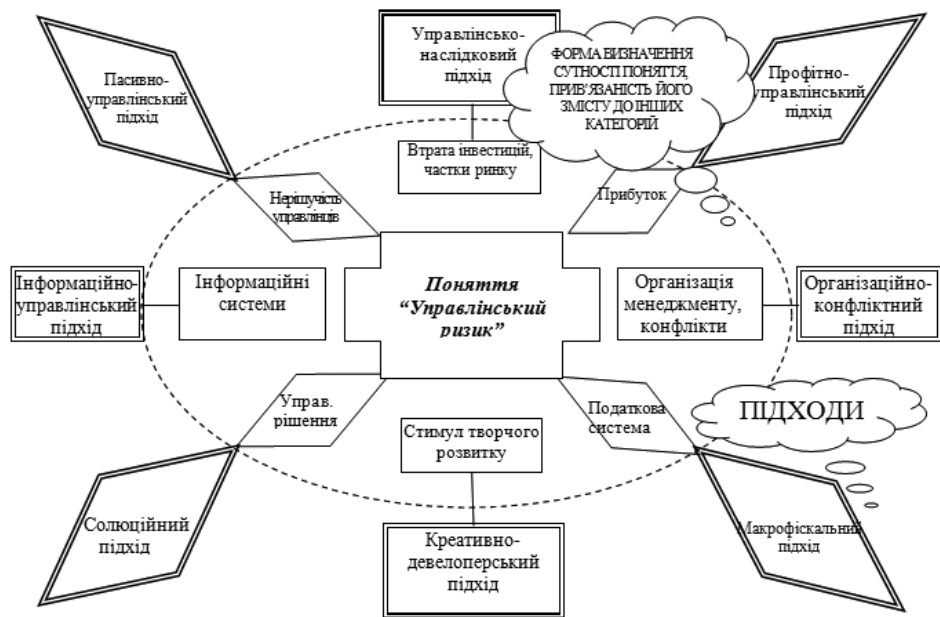 Пасивно-
управлінський
підхід
Управлінсько-
наслідковий
підхід
ФОРМА ВИЗНАЧЕННЯ
СУТНОСТІ ПОНЯТТЯ,
ПРИВ’ЯЗАНІСТЬ ЙОГО
ЗМІСТУ ДО ІНШИХ
КАТЕГОРІЙ
Профітно-
управлінський
підхід
Втрата інвестицій,
частки ринку
Нерішучість
управлінців
Прибуток
Інформаційно-
управлінський
підхід
Інформаційні
системи
Поняття
“Управлінський
ризик”
Організація
менеджменту,
конфлікти
Організаційно-
конфліктний
підхід
Управ.
рішення
Стимул творчого
розвитку
Податкова
система
ПІДХОДИ
Солюційний
підхід
Креативно-
девелоперський
підхід
Макрофіскальний
підхід